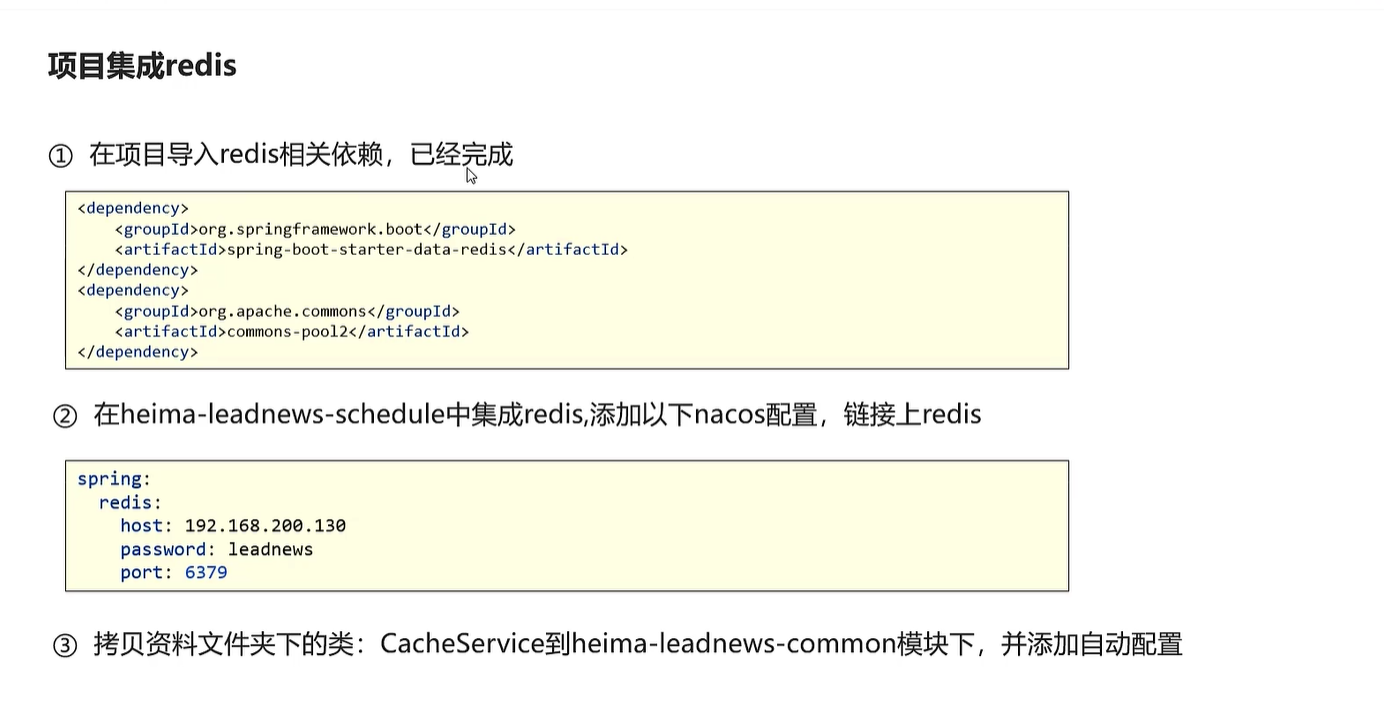 项目集成redis
① 在项目导入redis相关依赖，已经完成
<dependency>
    <groupId>org.springframework.boot</groupId>
    <artifactId>spring-boot-starter-data-redis</artifactId>
</dependency>
<dependency>
    <groupId>org.apache.commons</groupId>
    <artifactId>commons-pool2</artifactId>
</dependency>
② 在heima-leadnews-schedule中集成redis,添加以下nacos配置，链接上redis
spring:
  redis:
    host: 192.168.200.130
    password: leadnews
    port: 6379
③ 拷贝资料文件夹下的类：CacheService到heima-leadnews-common模块下，并添加自动配置